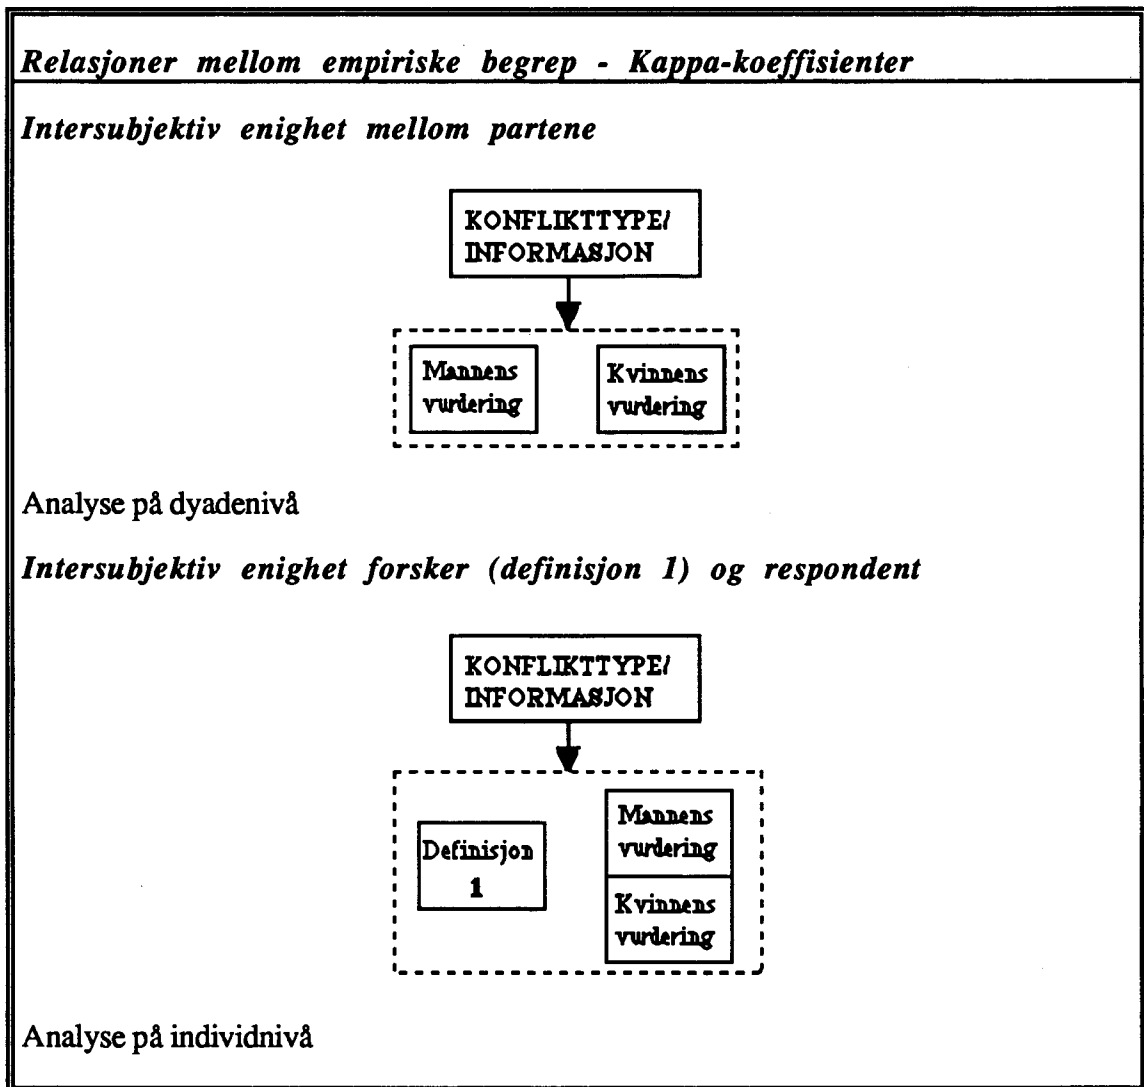 Relasjoner mellom empiriske begrep - Kappa-koeffisienter
Intersubjektiv enighet mellom partene
KONFLIKTTYPE/
INFORMASJON
Mannens
vurdering
Kvinnens
vurdering
Analyse på dyadenivå
Intersubjektiv enighet forsker (definisjon 1) og respondent
KONFLIKTTYPE/
INFORMASJON
Definisjon
1
Mannens
vurdering
Kvinnens
vurdering
Analyse på individnivå